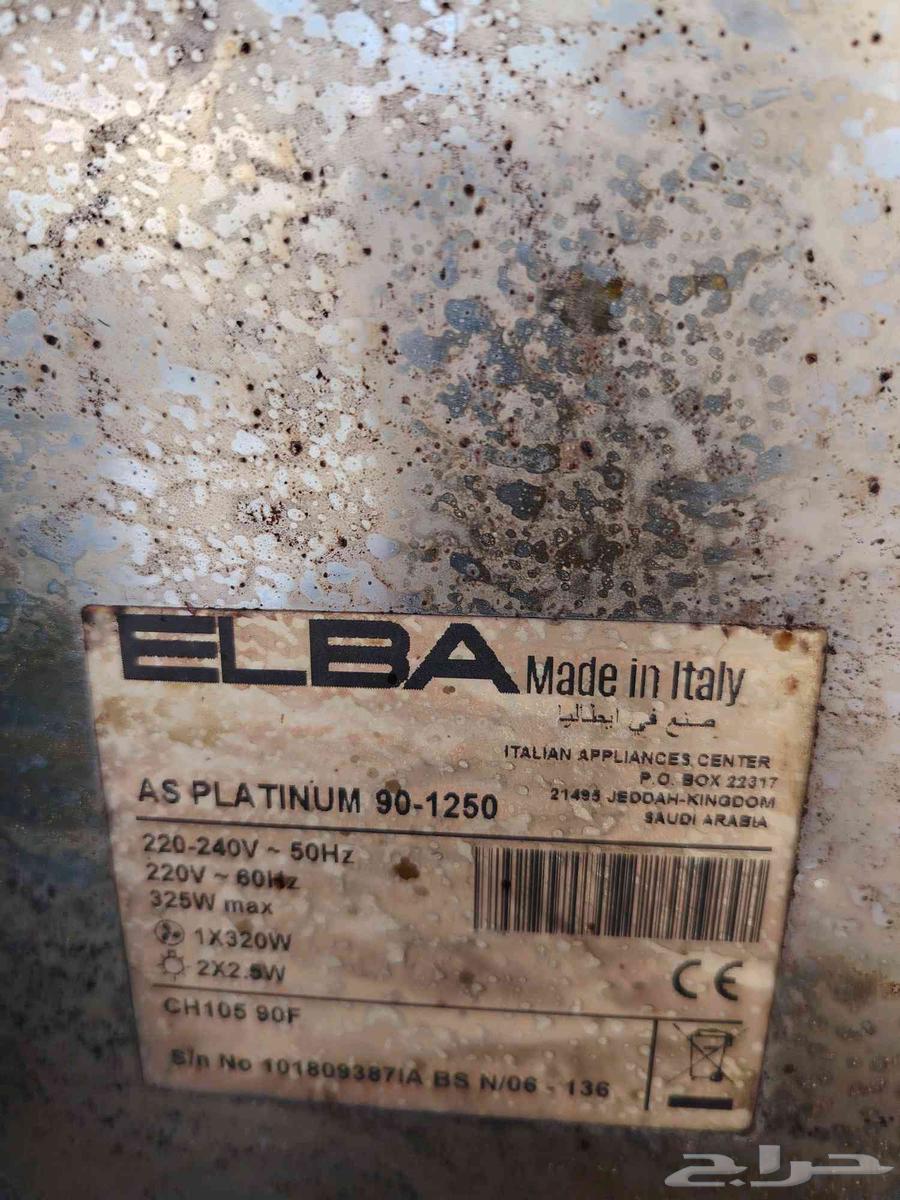 ELBA Made in Italy
صنع في ايطاليا
ITALIAN APPLIANCES CENTER
P.O. BOX 22317
21495 JEDDAH-KINGDOM
SAUDI ARABIA
AS PLATINUM 90-1250
220-240V ~ 50Hz
220V ~ 60Hz
325W max
1X320W
2X2.5W
CE
CH105 90F
S/n No 101809387IA BS N/06 - 136
حراج